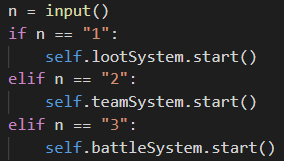 n = input()
if n == "1":
    self.lootSystem.start()
elif n == "2":
    self.teamSystem.start()
elif n == "3":
    self.battleSystem.start()